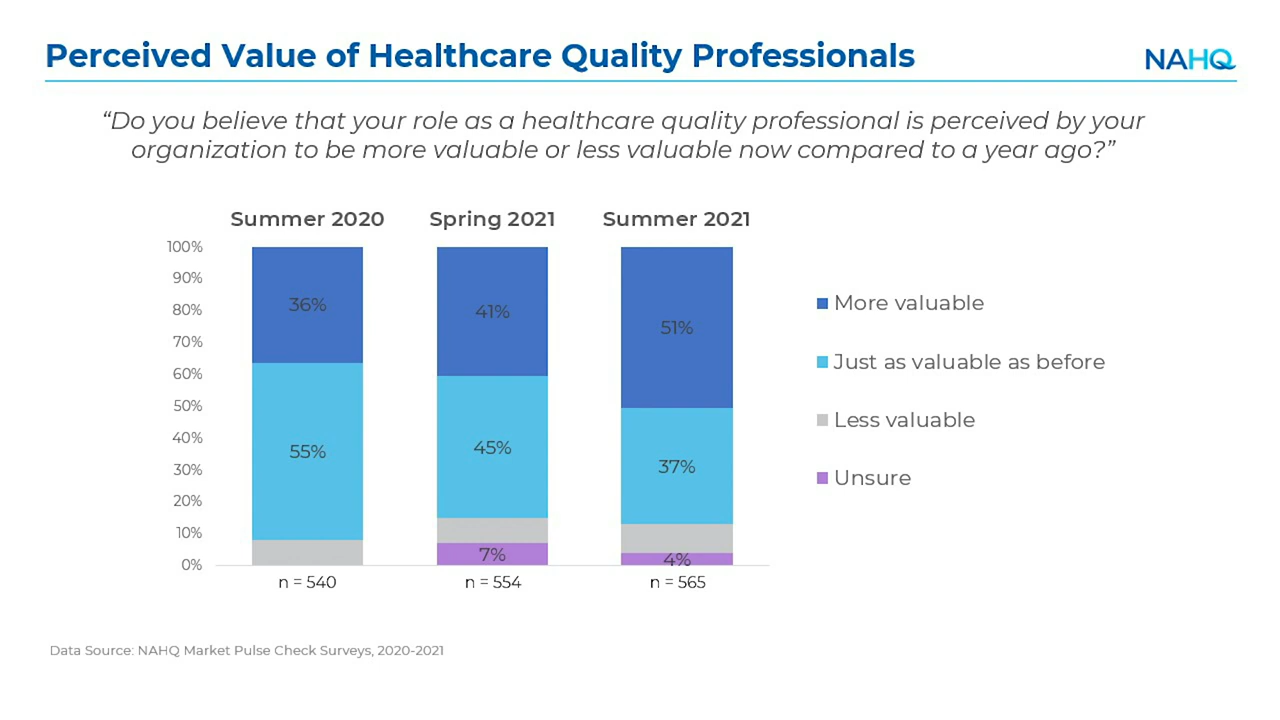 Perceived Value of Healthcare Quality Professionals
NAHQ
“Do you believe that your role as a healthcare quality professional is perceived by your
organization to be more valuable or less valuable now compared to a year ago?”
Summer 2020 Spring 2021 Summer 2021
100%
90%
80%
70%
60%
50%
40%
30%
20%
10%
0%
36% 41% 51%
55% 45% 37%
7% 4%
n = 540 n = 554 n = 565
More valuable
Just as valuable as before
Less valuable
Unsure
Data Source: NAHQ Market Pulse Check Surveys, 2020-2021